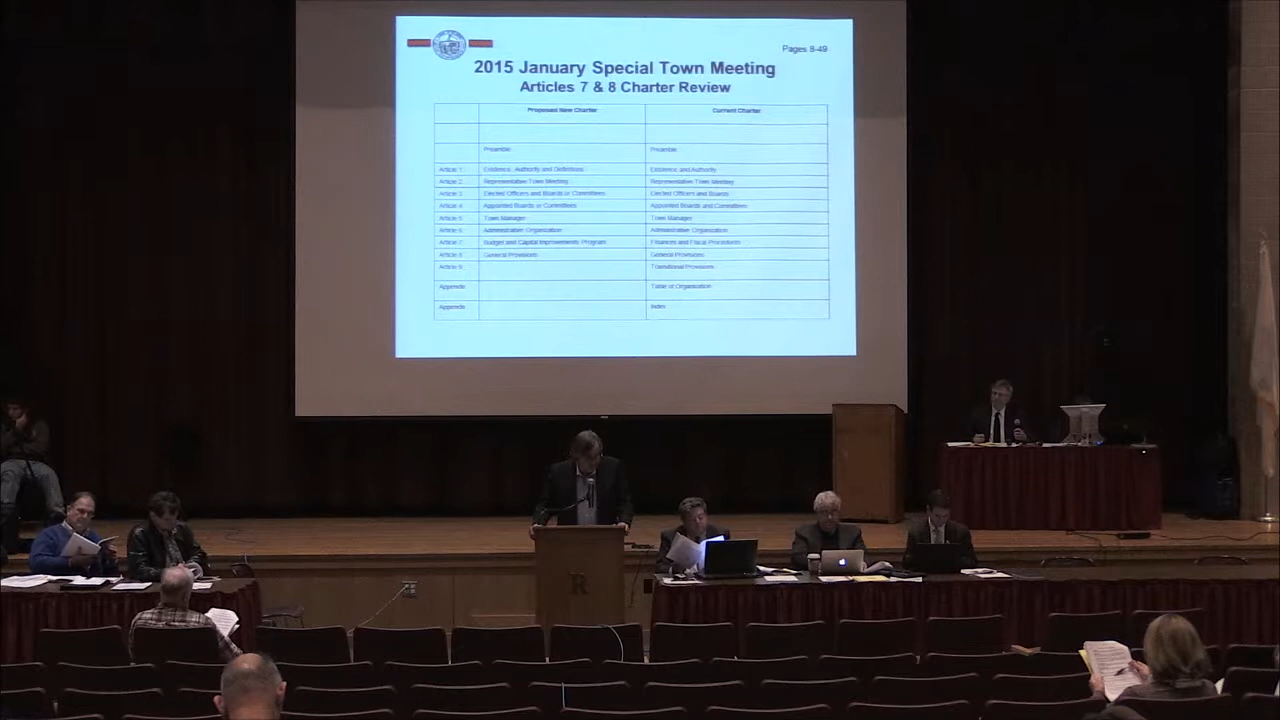 Pages 8-49
2015 January Special Town Meeting
Articles 7 & 8 Charter Review
Proposed New Charter Current Charter
Preamble Preamble
Article 1 Existence, Authority and Definitions Existence and Authority
Article 2 Representative Town Meeting Representative Town Meeting
Article 3 Elected Officers and Boards or Committees Elected Officers and Boards
Article 4 Appointed Boards or Committees Appointed Boards and Committees
Article 5 Town Manager Town Manager
Article 6 Administrative Organization Administrative Organization
Article 7 Budget and Capital Improvements Program Finances and Fiscal Procedures
Article 8 General Provisions General Provisions
Article 9 Transitional Provisions
Appendix Table of Organization
Appendix Index
R